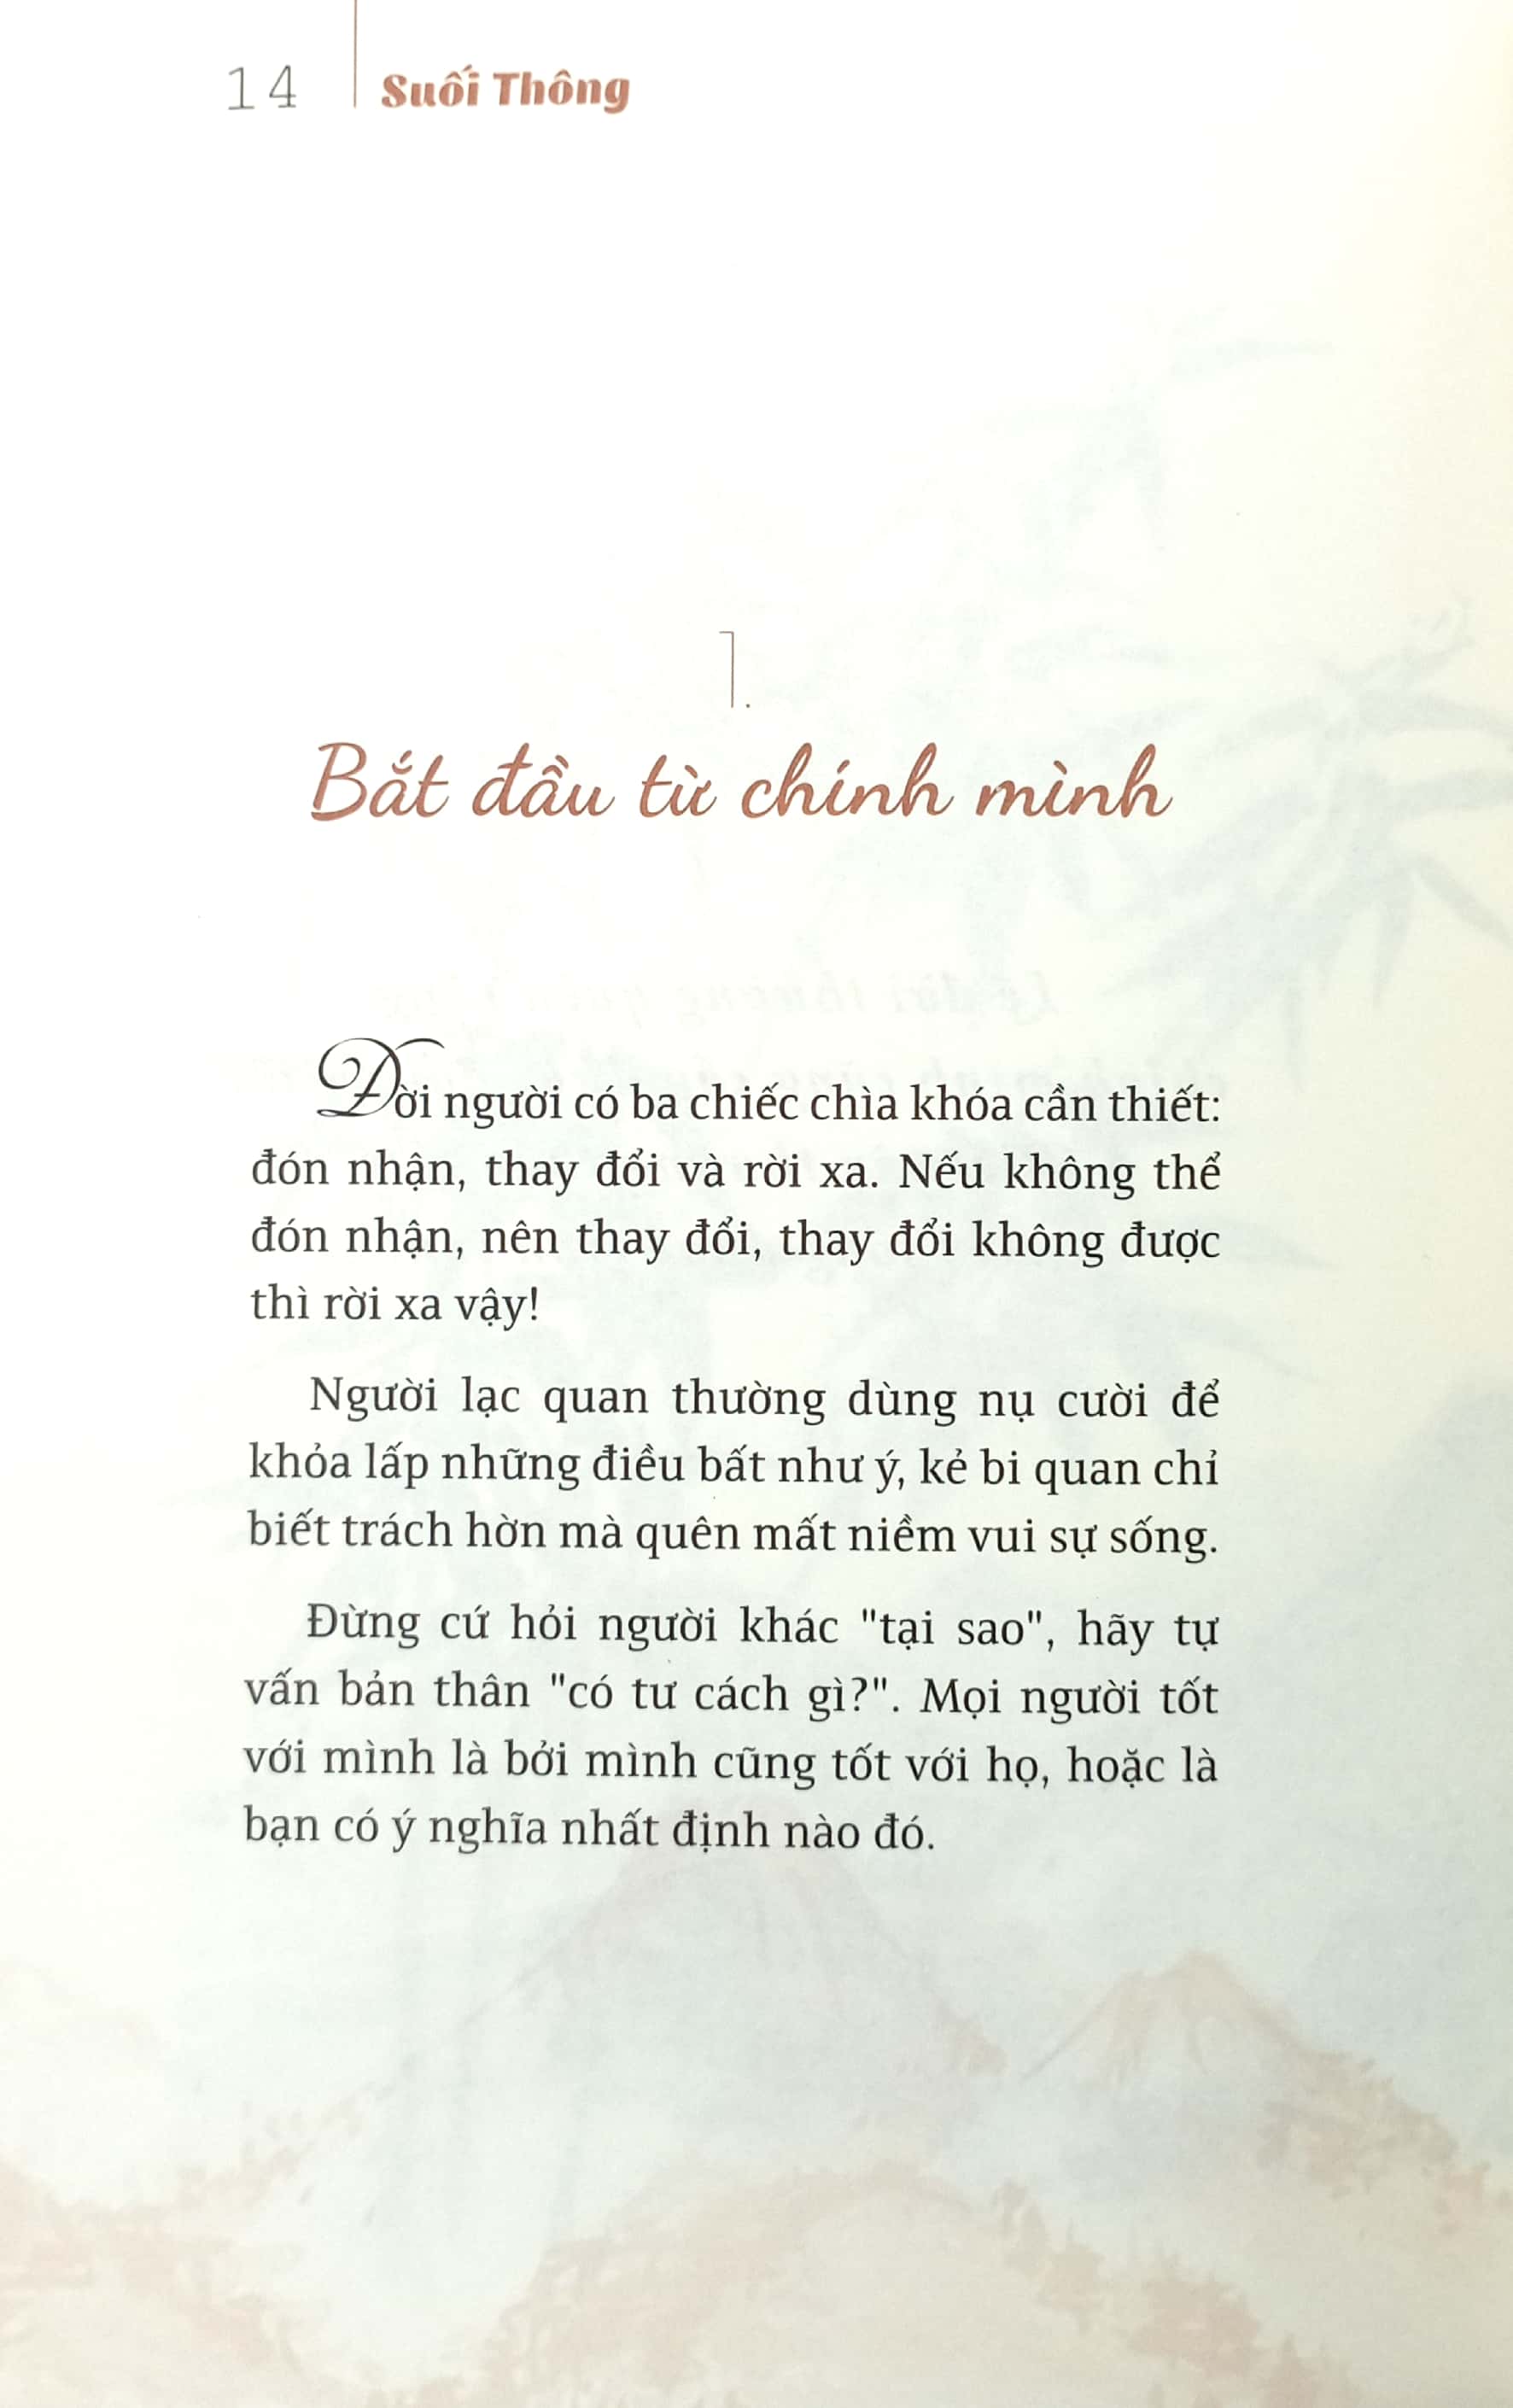 14 Suối Thông
1.
Bắt đầu từ chính mình
Đời người có ba chiếc chìa khóa cần thiết:
đón nhận, thay đổi và rời xa. Nếu không thể
đón nhận, nên thay đổi, thay đổi không được
thì rời xa vậy!
Người lạc quan thường dùng nụ cười để
khỏa lấp những điều bất như ý, kẻ bi quan chỉ
biết trách hờn mà quên mất niềm vui sự sống.
Đừng cứ hỏi người khác "tại sao", hãy tự
vấn bản thân "có tư cách gì?". Mọi người tốt
với mình là bởi mình cũng tốt với họ, hoặc là
bạn có ý nghĩa nhất định nào đó.